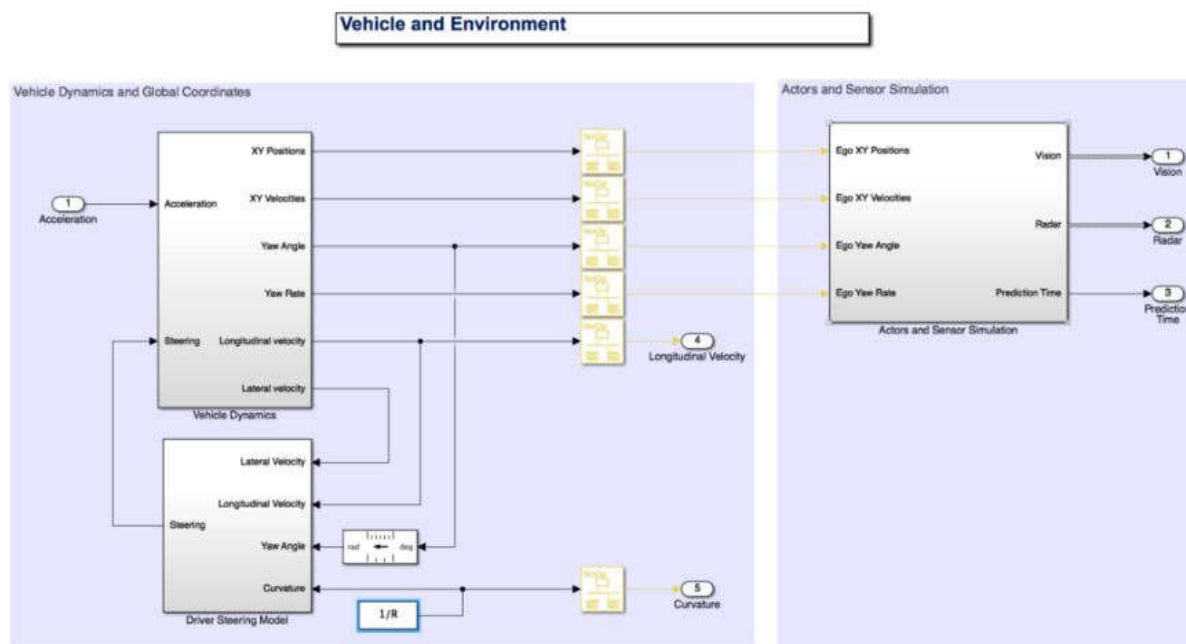 Vehicle and Environment
Vehicle Dynamics and Global Coordinates
Actors and Sensor Simulation
1
Acceleration
Acceleration
Steering
XY Positions
XY Velocities
Yaw Angle
Yaw Rate
Longitudinal velocity
Lateral velocity
Vehicle Dynamics
4
Longitudinal Velocity
Ego XY Positions
Ego XY Velocities
Ego Yaw Angle
Ego Yaw Rate
Vision
Radar
Prediction Time
Actors and Sensor Simulation
1
Vision
2
Radar
3
Prediction
Time
Lateral Velocity
Longitudinal Velocity
Steering
Yaw Angle
Curvature
Driver Steering Model
rad
deg
1/R
5
Curvature